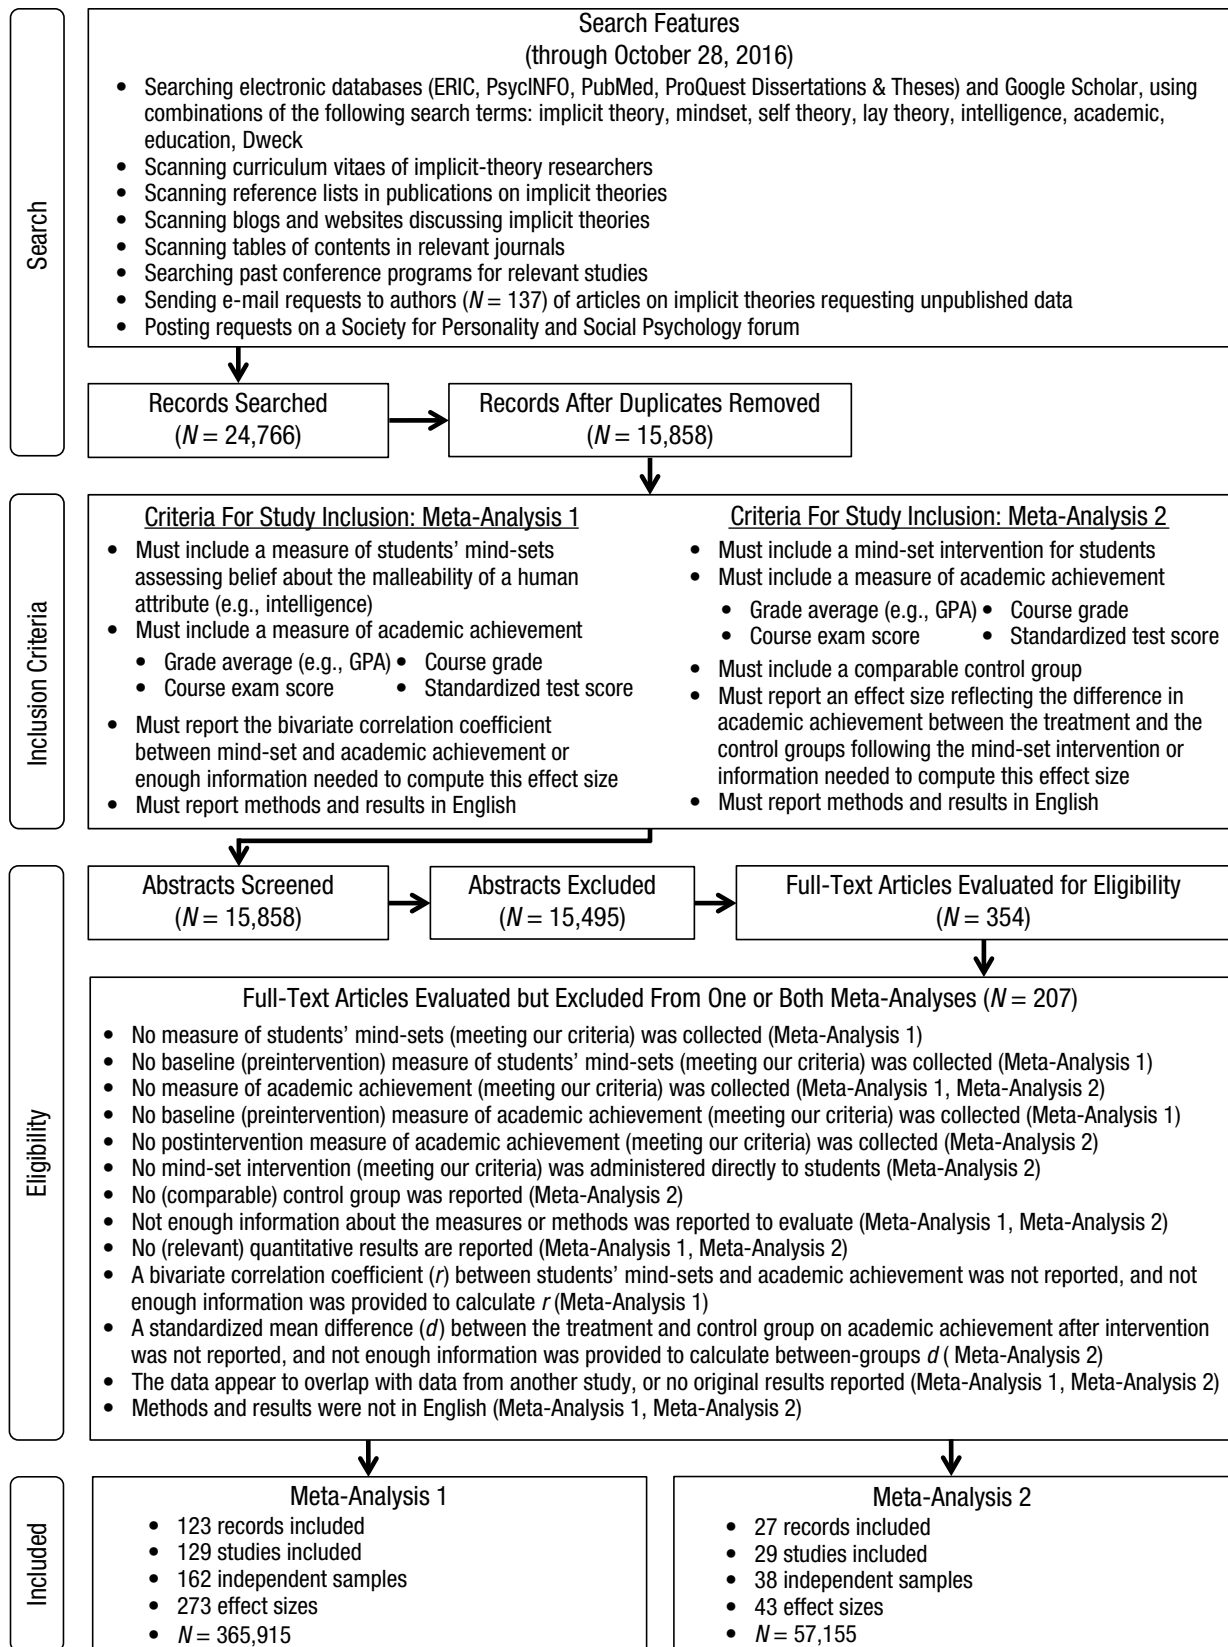 Search
Search Features
(through October 28, 2016)
• Searching electronic databases (ERIC, PsycINFO, PubMed, ProQuest Dissertations & Theses) and Google Scholar, using
combinations of the following search terms: implicit theory, mindset, self theory, lay theory, intelligence, academic,
education, Dweck
• Scanning curriculum vitaes of implicit-theory researchers
• Scanning reference lists in publications on implicit theories
• Scanning blogs and websites discussing implicit theories
• Scanning tables of contents in relevant journals
• Searching past conference programs for relevant studies
• Sending e-mail requests to authors (N = 137) of articles on implicit theories requesting unpublished data
• Posting requests on a Society for Personality and Social Psychology forum
Records Searched
(N = 24,766)
Records After Duplicates Removed
(N = 15,858)
Inclusion Criteria
Criteria For Study Inclusion: Meta-Analysis 1
• Must include a measure of students’ mind-sets
assessing belief about the malleability of a human
attribute (e.g., intelligence)
• Must include a measure of academic achievement
• Grade average (e.g., GPA) • Course grade
• Course exam score • Standardized test score
• Must report the bivariate correlation coefficient
between mind-set and academic achievement or
enough information needed to compute this effect size
• Must report methods and results in English
Criteria For Study Inclusion: Meta-Analysis 2
• Must include a mind-set intervention for students
• Must include a measure of academic achievement
• Grade average (e.g., GPA) • Course grade
• Course exam score • Standardized test score
• Must include a comparable control group
• Must report an effect size reflecting the difference in
academic achievement between the treatment and the
control groups following the mind-set intervention or
information needed to compute this effect size
• Must report methods and results in English
Eligibility
Abstracts Screened
(N = 15,858)
Abstracts Excluded
(N = 15,495)
Full-Text Articles Evaluated for Eligibility
(N = 354)
Full-Text Articles Evaluated but Excluded From One or Both Meta-Analyses (N = 207)
• No measure of students’ mind-sets (meeting our criteria) was collected (Meta-Analysis 1)
• No baseline (preintervention) measure of students’ mind-sets (meeting our criteria) was collected (Meta-Analysis 1)
• No measure of academic achievement (meeting our criteria) was collected (Meta-Analysis 1, Meta-Analysis 2)
• No baseline (preintervention) measure of academic achievement (meeting our criteria) was collected (Meta-Analysis 1)
• No postintervention measure of academic achievement (meeting our criteria) was collected (Meta-Analysis 2)
• No mind-set intervention (meeting our criteria) was administered directly to students (Meta-Analysis 2)
• No (comparable) control group was reported (Meta-Analysis 2)
• Not enough information about the measures or methods was reported to evaluate (Meta-Analysis 1, Meta-Analysis 2)
• No (relevant) quantitative results are reported (Meta-Analysis 1, Meta-Analysis 2)
• A bivariate correlation coefficient (r) between students’ mind-sets and academic achievement was not reported, and not
enough information was provided to calculate r (Meta-Analysis 1)
• A standardized mean difference (d) between the treatment and control group on academic achievement after intervention
was not reported, and not enough information was provided to calculate between-groups d ( Meta-Analysis 2)
• The data appear to overlap with data from another study, or no original results reported (Meta-Analysis 1, Meta-Analysis 2)
• Methods and results were not in English (Meta-Analysis 1, Meta-Analysis 2)
Included
Meta-Analysis 1
• 123 records included
• 129 studies included
• 162 independent samples
• 273 effect sizes
• N = 365,915
Meta-Analysis 2
• 27 records included
• 29 studies included
• 38 independent samples
• 43 effect sizes
• N = 57,155